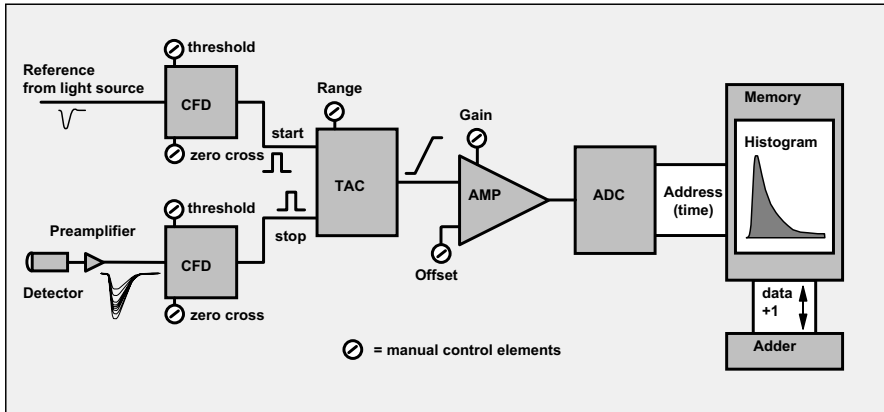 Reference
from light source
threshold
CFD
zero cross
start
Range
TAC
Gain
AMP
Offset
ADC
Address
(time)
Memory
Histogram
threshold
stop
Preamplifier
CFD
Detector
zero cross
data
+1
Adder
= manual control elements